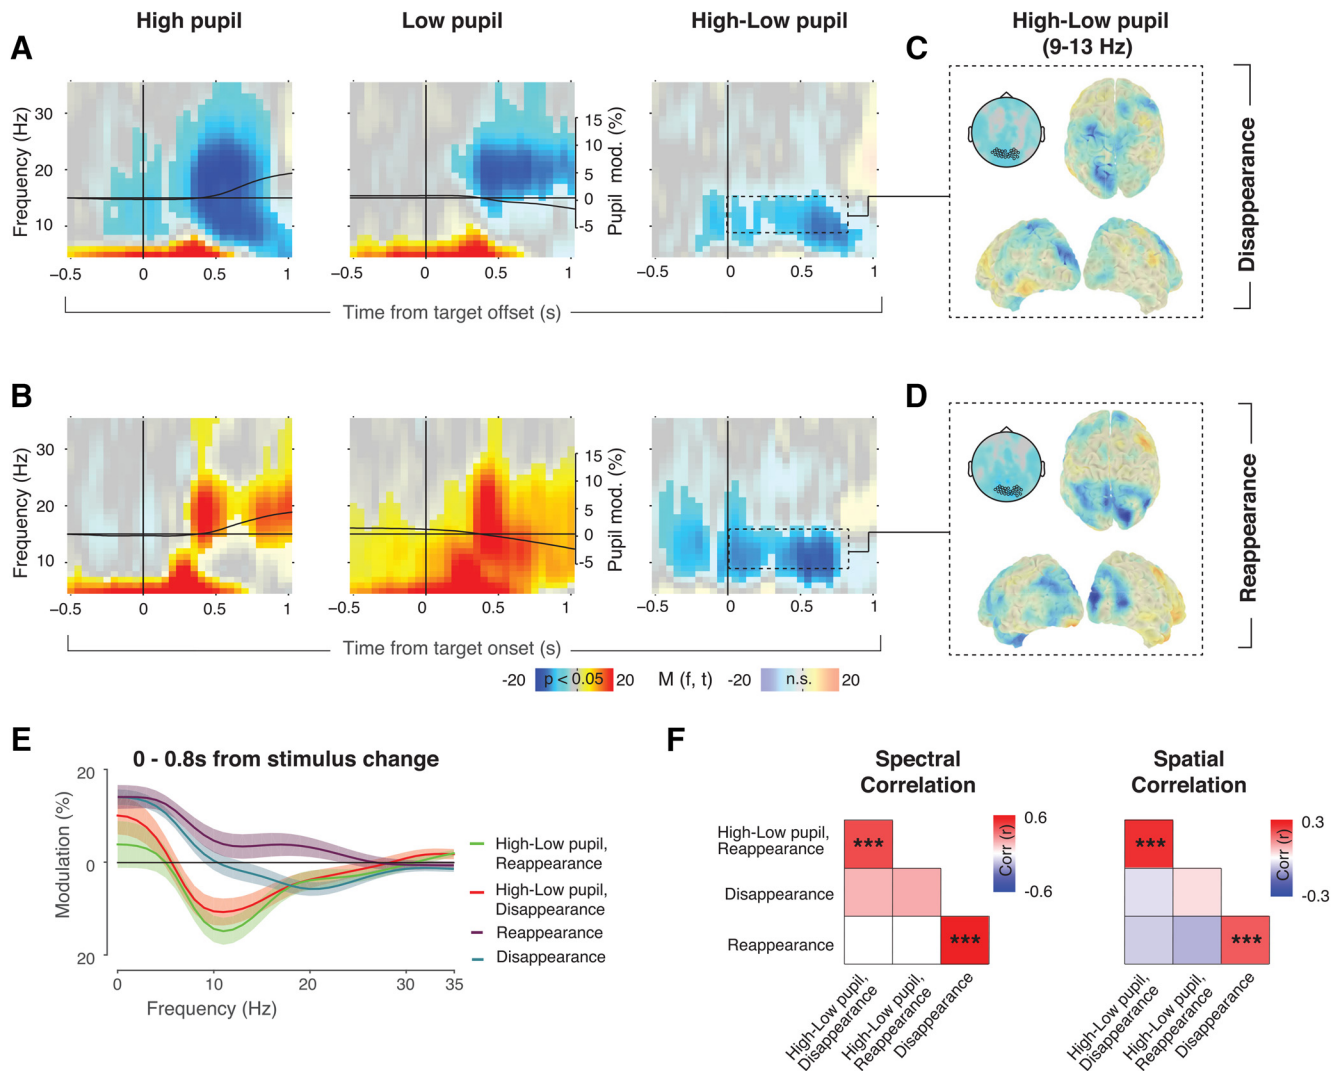 High pupil
Low pupil
High-Low pupil
High-Low pupil
(9-13 Hz)
A
C
Frequency (Hz)
30
20
10
15
10
5
0
-5
Pupil mod. (%)
−0.5
0
0.5
1
−0.5
0
0.5
1
−0.5
0
0.5
1
Time from target offset (s)
Disappearance
B
D
Frequency (Hz)
30
20
10
15
10
5
0
-5
Pupil mod. (%)
−0.5
0
0.5
1
−0.5
0
0.5
1
−0.5
0
0.5
1
Time from target onset (s)
Reappearance
-20
p < 0.05
20
M (f, t)
-20
n.s.
20
E
0 - 0.8s from stimulus change
Modulation (%)
20
0
20
0
10
20
30
35
Frequency (Hz)
High-Low pupil,
Reappearance
High-Low pupil,
Disappearance
Reappearance
Disappearance
F
Spectral
Correlation
High-Low pupil,
Reappearance
Disappearance
Reappearance
***
***
0.6
Corr (r)
-0.6
High-Low pupil,
Disappearance
High-Low pupil,
Reappearance
Disappearance
Spatial
Correlation
***
***
0.3
Corr (r)
-0.3
High-Low pupil,
Disappearance
High-Low pupil,
Reappearance
Disappearance